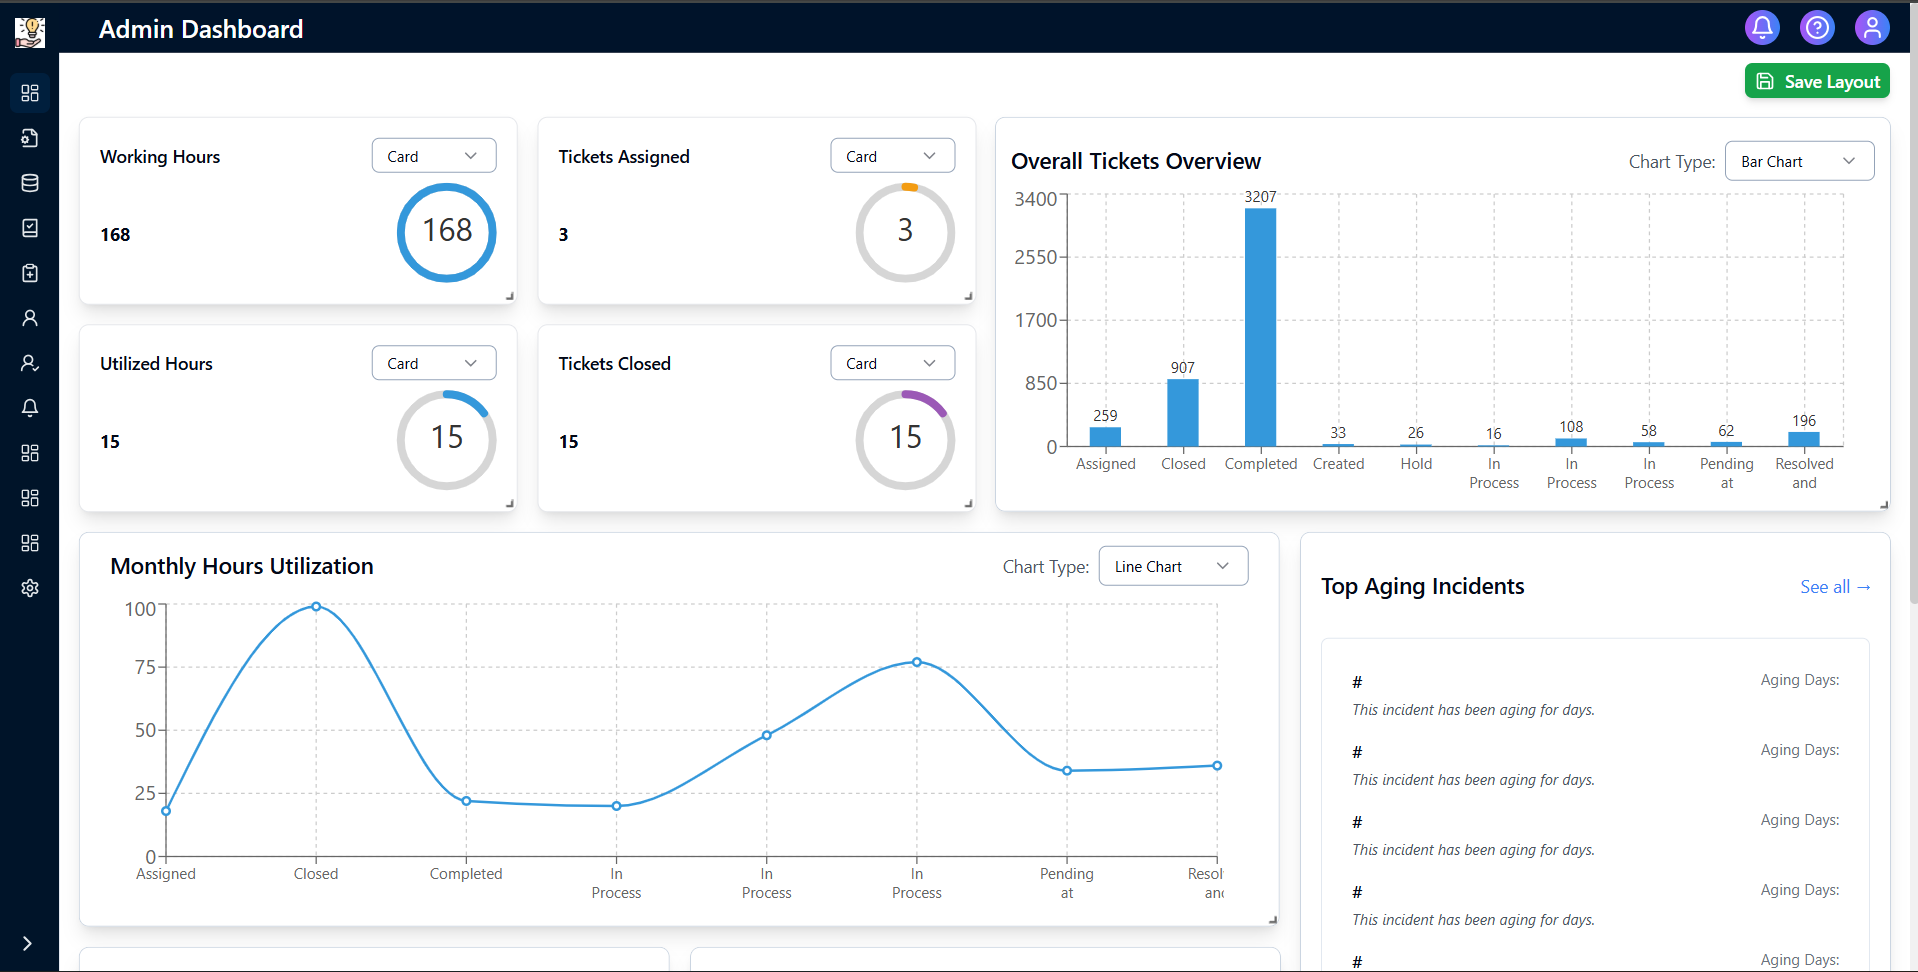 Admin Dashboard
Save Layout
Working Hours
Card
168
168
Tickets Assigned
Card
3
3
Utilized Hours
Card
15
15
Tickets Closed
Card
15
15
Overall Tickets Overview
Chart Type:
Bar Chart
3400
2550
1700
850
0
259
907
3207
33
26
16
108
58
62
196
Assigned
Closed
Completed
Created
Hold
In
Process
In
Process
In
Process
Pending
at
Resolved
and
Monthly Hours Utilization
Chart Type:
Line Chart
100
75
50
25
0
Assigned
Closed
Completed
In
Process
In
Process
In
Process
Pending
at
Resol
an
Top Aging Incidents
See all →
#
Aging Days:
This incident has been aging for days.
#
Aging Days:
This incident has been aging for days.
#
Aging Days:
This incident has been aging for days.
#
Aging Days:
This incident has been aging for days.
#
Aging Days: